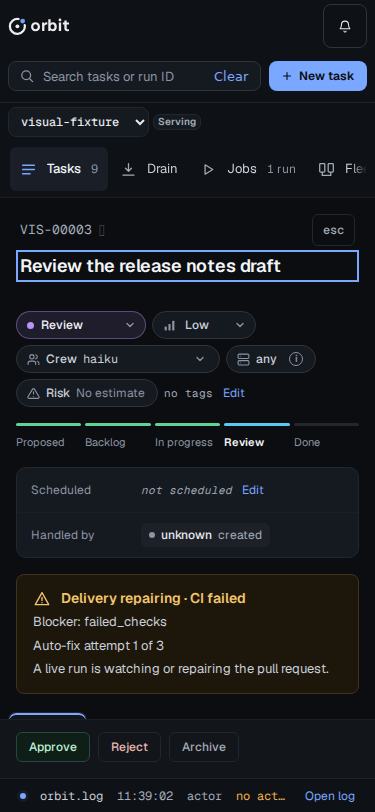 orbit
Search tasks or run ID Clear
+ New task
visual-fixture Serving
Tasks 9 Drain Jobs 1 run Flee
VIS-00003
esc
Review the release notes draft
Review Low
Crew haiku any
Risk No estimate no tags Edit
Proposed Backlog In progress Review Done
Scheduled not scheduled Edit
Handled by unknown created
Delivery repairing · CI failed
Blocker: failed_checks
Auto-fix attempt 1 of 3
A live run is watching or repairing the pull request.
Approve Reject Archive
orbit.log 11:39:02 actor no act… Open log